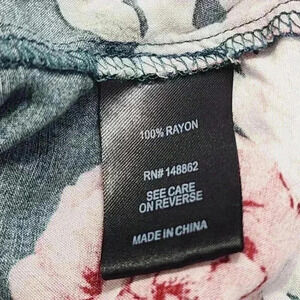 100% RAYON
RN# 148862
SEE CARE
ON REVERSE
MADE IN CHINA